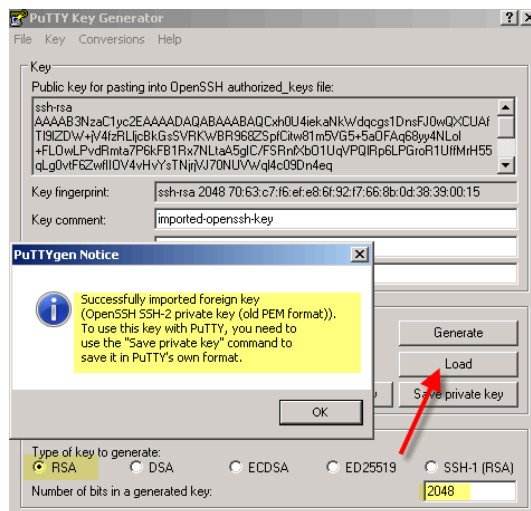 PuTTY Key Generator
File Key Conversions Help
Key
Public key for pasting into OpenSSH authorized_keys file:
ssh-rsa
AAAAB3NzaC1yc2EAAAADAQABAAABAQCxh0U4iekaNkWdqcgs1DnsFJ0wQXCUAf
TI9IZDW+jV4fzRLljcBkGsSVRKWBR968ZSpfCitw81m5VG5+5aOFAq68yy4NLoI
+FLOwLPvdRmta7P6kFB1Rx7NLtaA5gIC/FSRnfXbO1UqVPQIRp6LPGroR1UffMrH55
qLg0vtF6ZwfIIOV4vHvYsTNjrjVJ70NUVWql4c09Dn4eq
Key fingerprint: ssh-rsa 2048 70:63:c7:f6:ef:e8:6f:92:f7:66:8b:0d:38:39:00:15
Key comment: imported-openssh-key
PuTTYgen Notice
Successfully imported foreign key
(OpenSSH SSH-2 private key (old PEM format)).
To use this key with PuTTY, you need to
use the "Save private key" command to
save it in PuTTY's own format.
OK
Generate
Load
Save private key
Type of key to generate:
RSA DSA ECDSA ED25519 SSH-1 (RSA)
Number of bits in a generated key: 2048